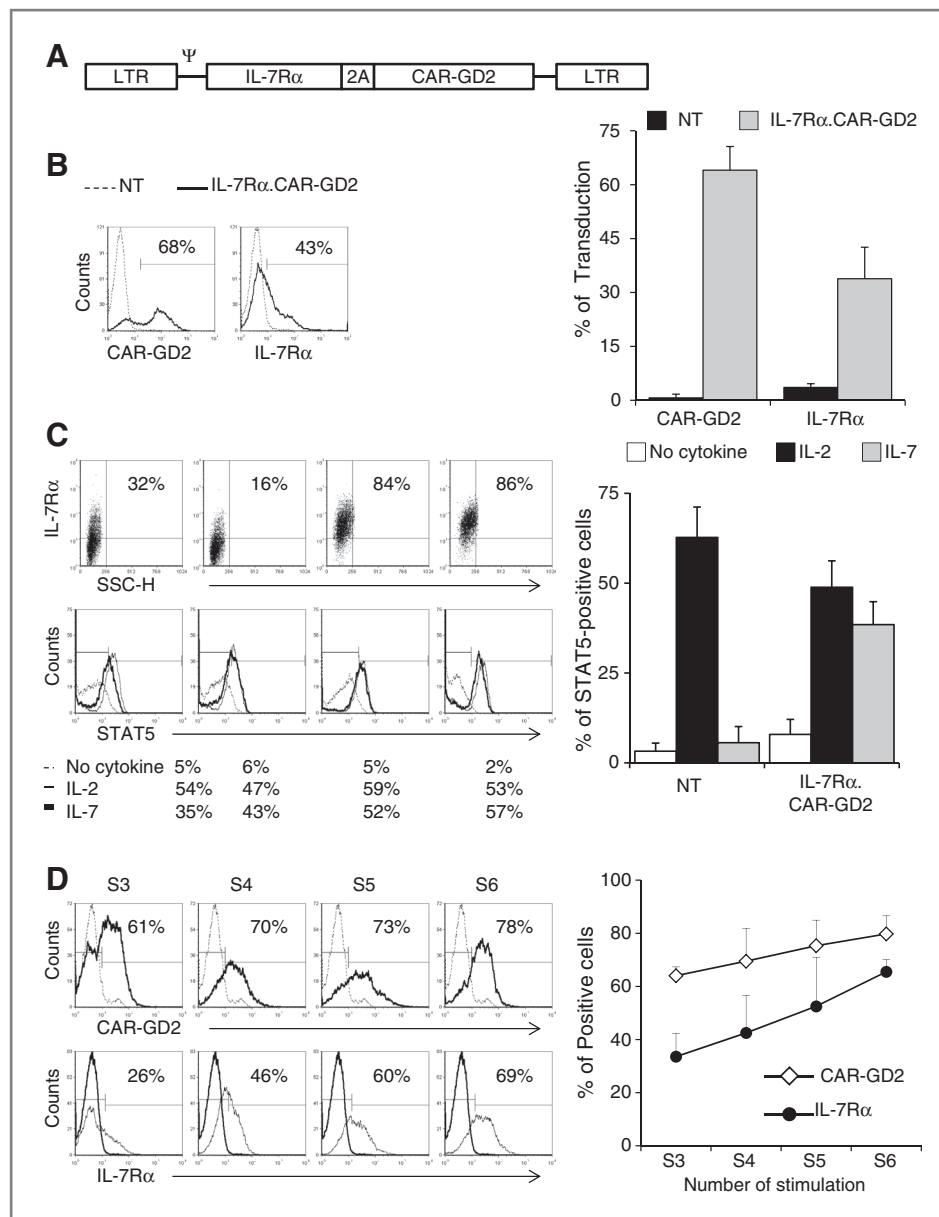 A
LTR Ψ IL-7Rα 2A CAR-GD2 LTR
B
NT IL-7Rα.CAR-GD2
Counts
68% 43%
CAR-GD2 IL-7Rα
NT IL-7Rα.CAR-GD2
% of Transduction
75
60
45
30
15
0
CAR-GD2 IL-7Rα
C
IL-7Rα
32% 16% 84% 86%
SSC-H
Counts
STAT5
No cytokine 5% 6% 5% 2%
IL-2 54% 47% 59% 53%
IL-7 35% 43% 52% 57%
No cytokine IL-2 IL-7
% of STAT5-positive cells
75
50
25
0
NT IL-7Rα.
CAR-GD2
D
S3 S4 S5 S6
Counts
61% 70% 73% 78%
CAR-GD2
Counts
26% 46% 60% 69%
IL-7Rα
% of Positive cells
100
80
60
40
20
0
CAR-GD2
IL-7Rα
S3 S4 S5 S6
Number of stimulation